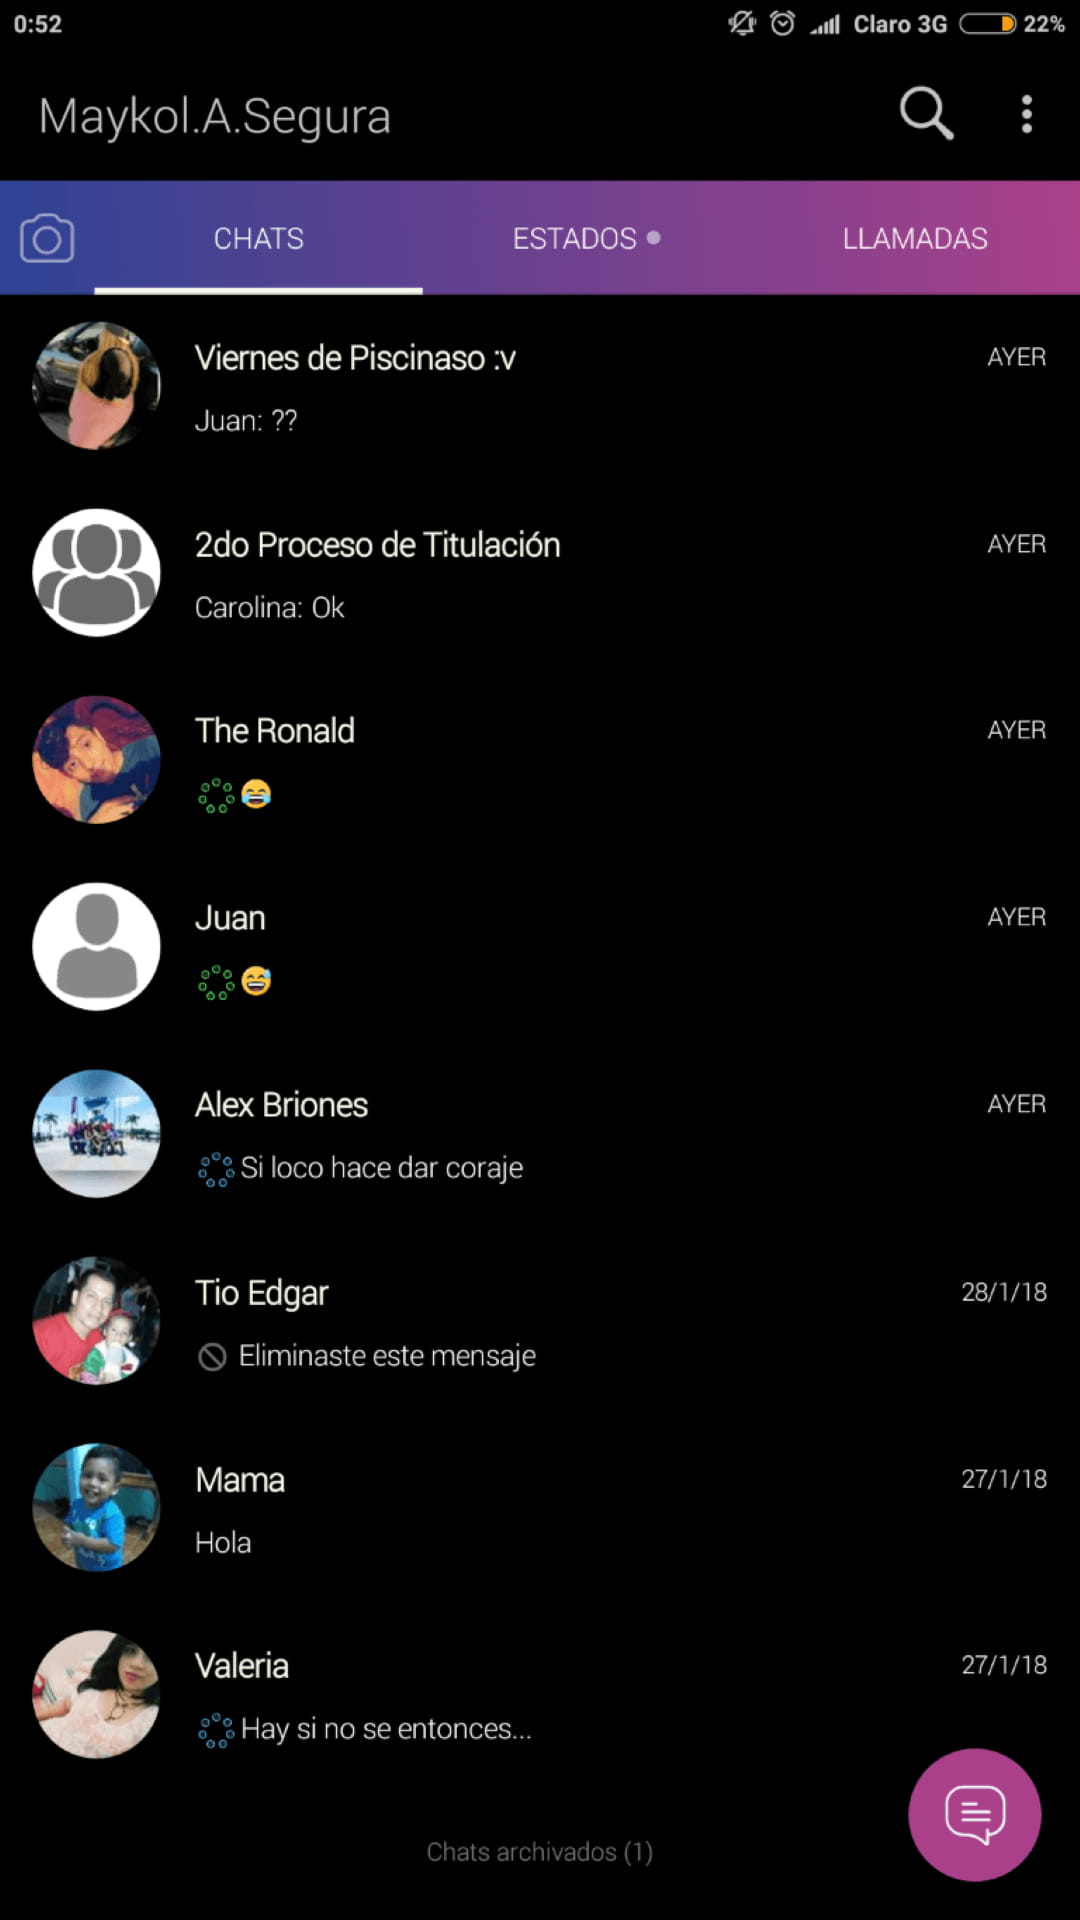 0:52 Claro 3G 22%
Maykol.A.Segura
CHATS ESTADOS LLAMADAS
Viernes de Piscinaso :v AYER
Juan: ??
2do Proceso de Titulación AYER
Carolina: Ok
The Ronald AYER
😂
Juan AYER
😅
Alex Briones AYER
Si loco hace dar coraje
Tio Edgar 28/1/18
Eliminaste este mensaje
Mama 27/1/18
Hola
Valeria 27/1/18
Hay si no se entonces...
Chats archivados (1)